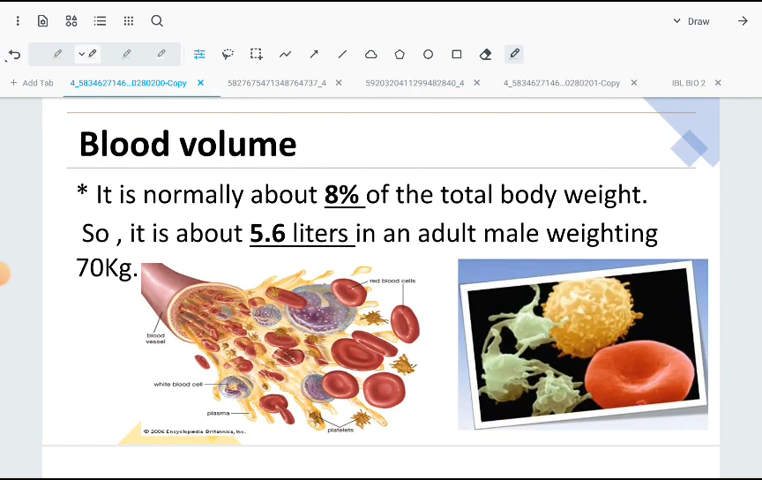 Draw
Add Tab
4_5834627146...0280200-Copy
5827675471348764737_4
5920320411299482840_4
4_5834627146...0280201-Copy
IBL BIO 2
Blood volume
* It is normally about 8% of the total body weight.
So , it is about 5.6 liters in an adult male weighting
70Kg.
red blood cells
blood
vessel
white blood cell
plasma
platelets
© 2006 Encyclopædia Britannica, Inc.